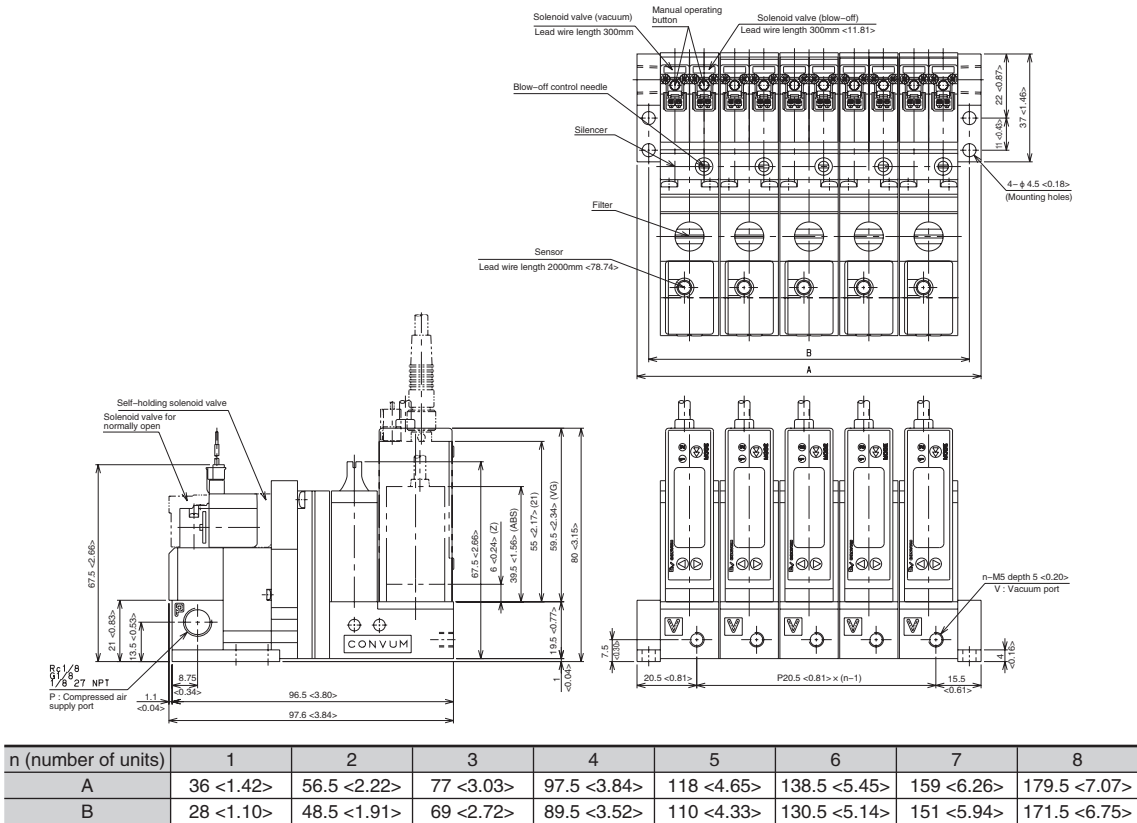 Solenoid valve (vacuum)
Lead wire length 300mm
Manual operating
button
Solenoid valve (blow-off)
Lead wire length 300mm <11.81>
Blow-off control needle
Silencer
Filter
Sensor
Lead wire length 2000mm <78.74>
22 <0.87>
37 <1.46>
11 <0.43>
4-φ 4.5 <0.18>
(Mounting holes)
B
A
Self-holding solenoid valve
Solenoid valve for
normally open
67.5 <2.66>
21 <0.83>
13.5 <0.53>
67.5 <2.66>
6 <0.24> (Z)
39.5 <1.56> (ABS)
55 <2.17> (21)
59.5 <2.34> (VG)
80 <3.15>
19.5 <0.77>
1
<0.04>
P
CONVUM
Rc1/8
G1/8
1/8 27 NPT
P : Compressed air
supply port
8.75
<0.34>
1.1
<0.04>
96.5 <3.80>
97.6 <3.84>
V V V V V
n-M5 depth 5 <0.20>
V : Vacuum port
7.5
<0.30>
4
<0.16>
20.5 <0.81>
P20.5 <0.81> × (n-1)
15.5
<0.61>
n (number of units) 1 2 3 4 5 6 7 8
A 36 <1.42> 56.5 <2.22> 77 <3.03> 97.5 <3.84> 118 <4.65> 138.5 <5.45> 159 <6.26> 179.5 <7.07>
B 28 <1.10> 48.5 <1.91> 69 <2.72> 89.5 <3.52> 110 <4.33> 130.5 <5.14> 151 <5.94> 171.5 <6.75>